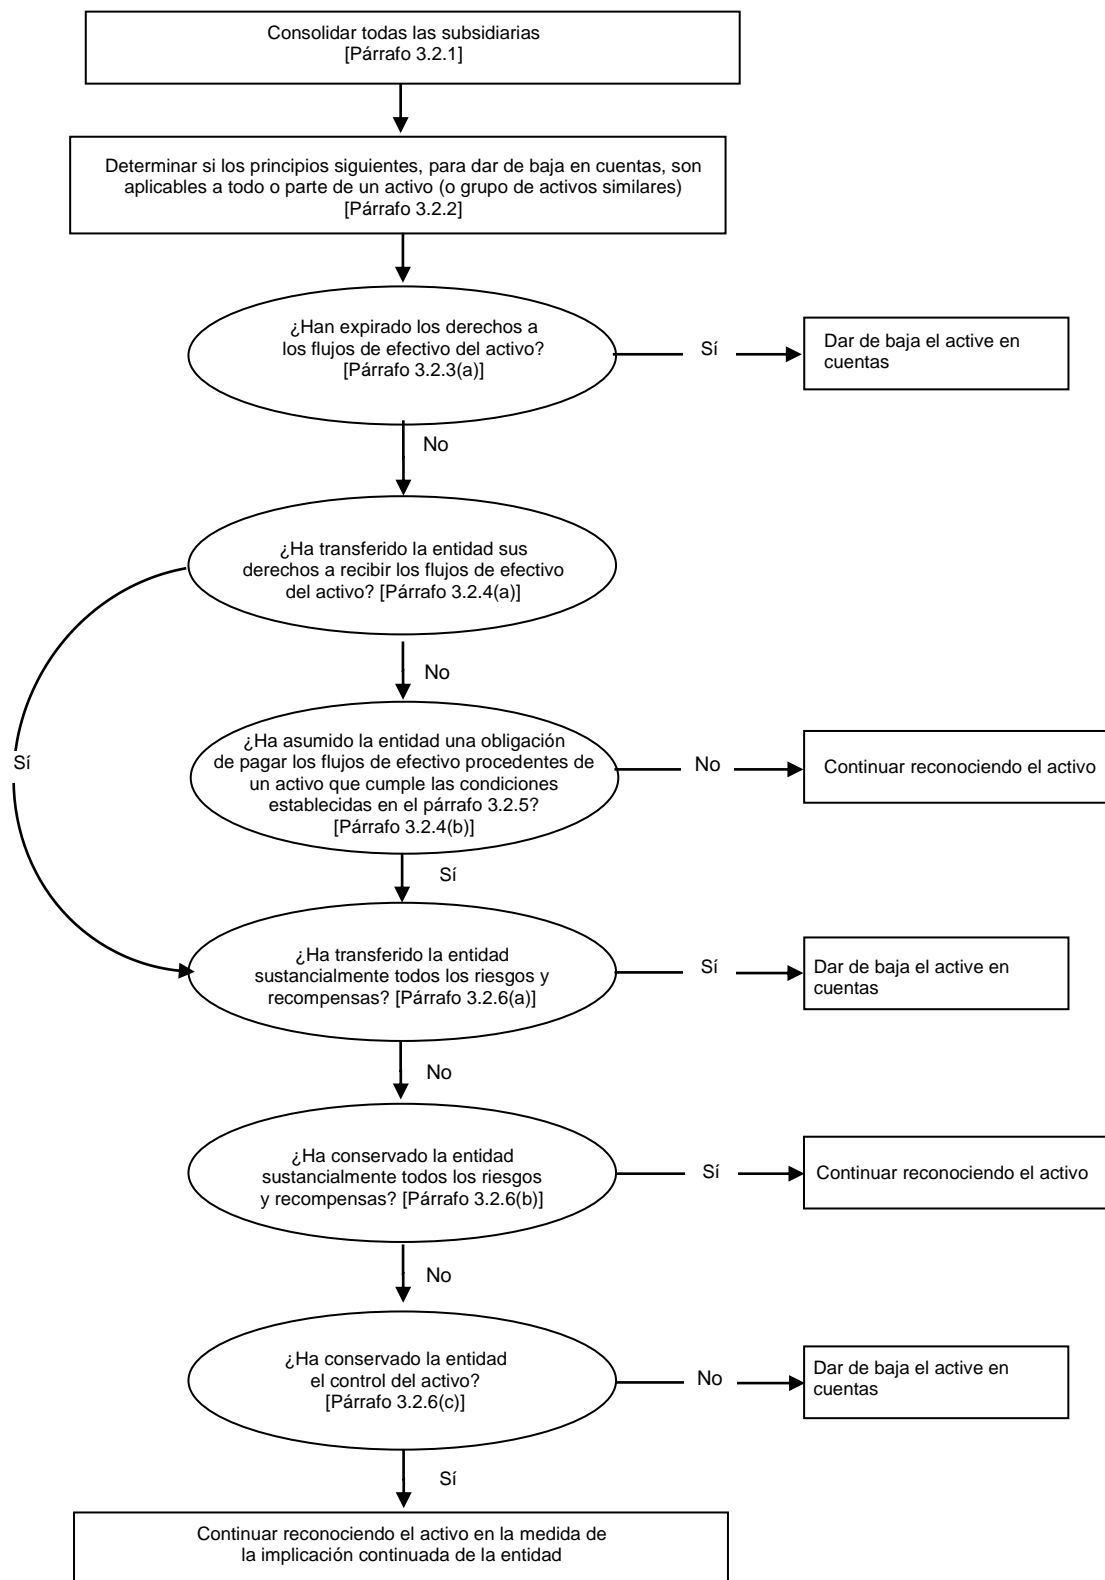 Consolidar todas las subsidiarias
[Párrafo 3.2.1]
Determinar si los principios siguientes, para dar de baja en cuentas, son
aplicables a todo o parte de un activo (o grupo de activos similares)
[Párrafo 3.2.2]
¿Han expirado los derechos a
los flujos de efectivo del activo?
[Párrafo 3.2.3(a)]
Sí
Dar de baja el active en
cuentas
No
¿Ha transferido la entidad sus
derechos a recibir los flujos de efectivo
del activo? [Párrafo 3.2.4(a)]
No
Sí
¿Ha asumido la entidad una obligación
de pagar los flujos de efectivo procedentes de
un activo que cumple las condiciones
establecidas en el párrafo 3.2.5?
[Párrafo 3.2.4(b)]
No
Continuar reconociendo el activo
Sí
¿Ha transferido la entidad
sustancialmente todos los riesgos y
recompensas? [Párrafo 3.2.6(a)]
Sí
Dar de baja el active en
cuentas
No
¿Ha conservado la entidad
sustancialmente todos los riesgos
y recompensas? [Párrafo 3.2.6(b)]
Sí
Continuar reconociendo el activo
No
¿Ha conservado la entidad
el control del activo?
[Párrafo 3.2.6(c)]
No
Dar de baja el active en
cuentas
Sí
Continuar reconociendo el activo en la medida de
la implicación continuada de la entidad